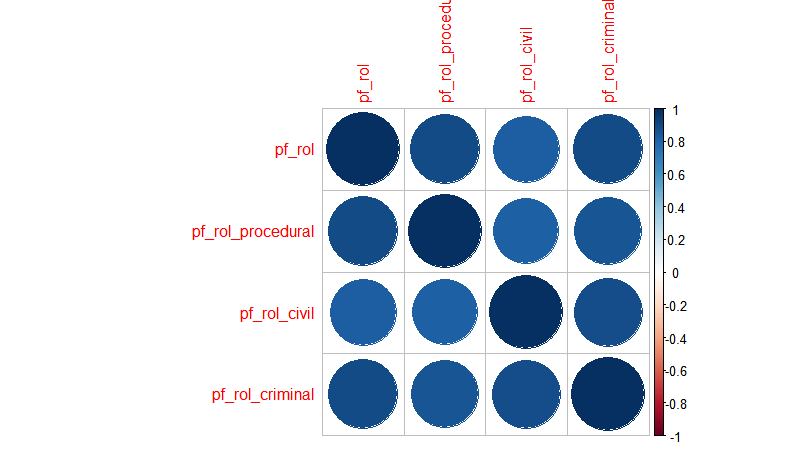 pf_rol
pf_rol_procedu
pf_rol_civil
pf_rol_criminal
pf_rol
pf_rol_procedural
pf_rol_civil
pf_rol_criminal
1
0.8
0.6
0.4
0.2
0
-0.2
-0.4
-0.6
-0.8
-1